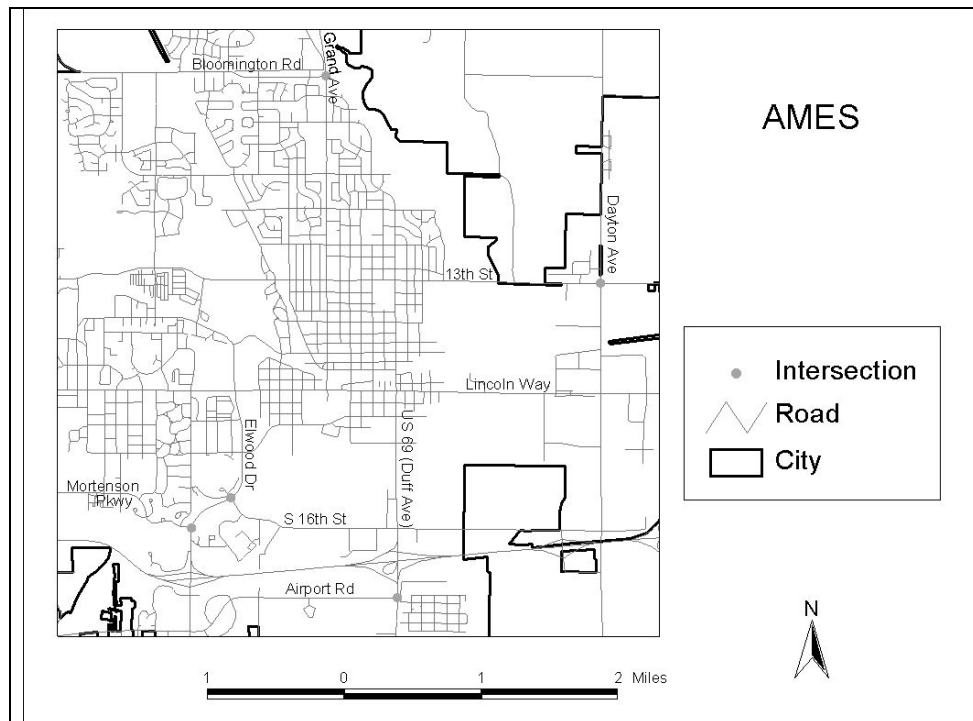 AMES
Grand Ave
Bloomington Rd
Dayton Ave
13th St
Lincoln Way
Elwood Dr
US 69 (Duff Ave)
Mortenson
Pkwy
S 16th St
Airport Rd
Intersection
Road
City
N
1 0 1 2 Miles